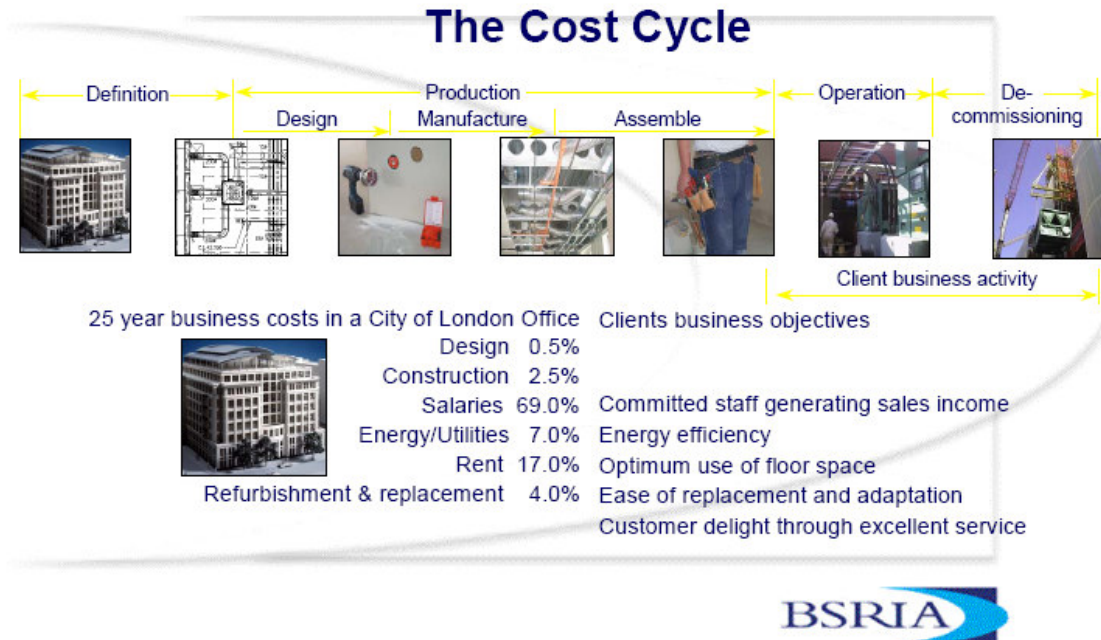 The Cost Cycle
Definition
Production
Operation
De-
commissioning
Design
Manufacture
Assemble
Client business activity
25 year business costs in a City of London Office
Design 0.5%
Construction 2.5%
Salaries 69.0%
Energy/Utilities 7.0%
Rent 17.0%
Refurbishment & replacement 4.0%
Clients business objectives
Committed staff generating sales income
Energy efficiency
Optimum use of floor space
Ease of replacement and adaptation
Customer delight through excellent service
BSRIA